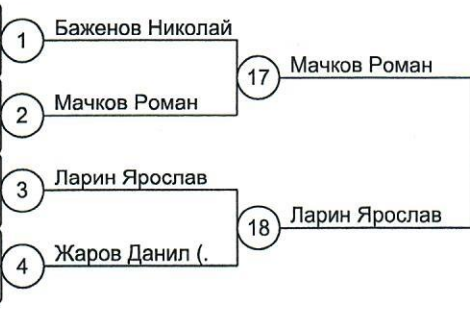 1 Баженов Николай
17 Мачков Роман
2 Мачков Роман
3 Ларин Ярослав
18 Ларин Ярослав
4 Жаров Данил (.